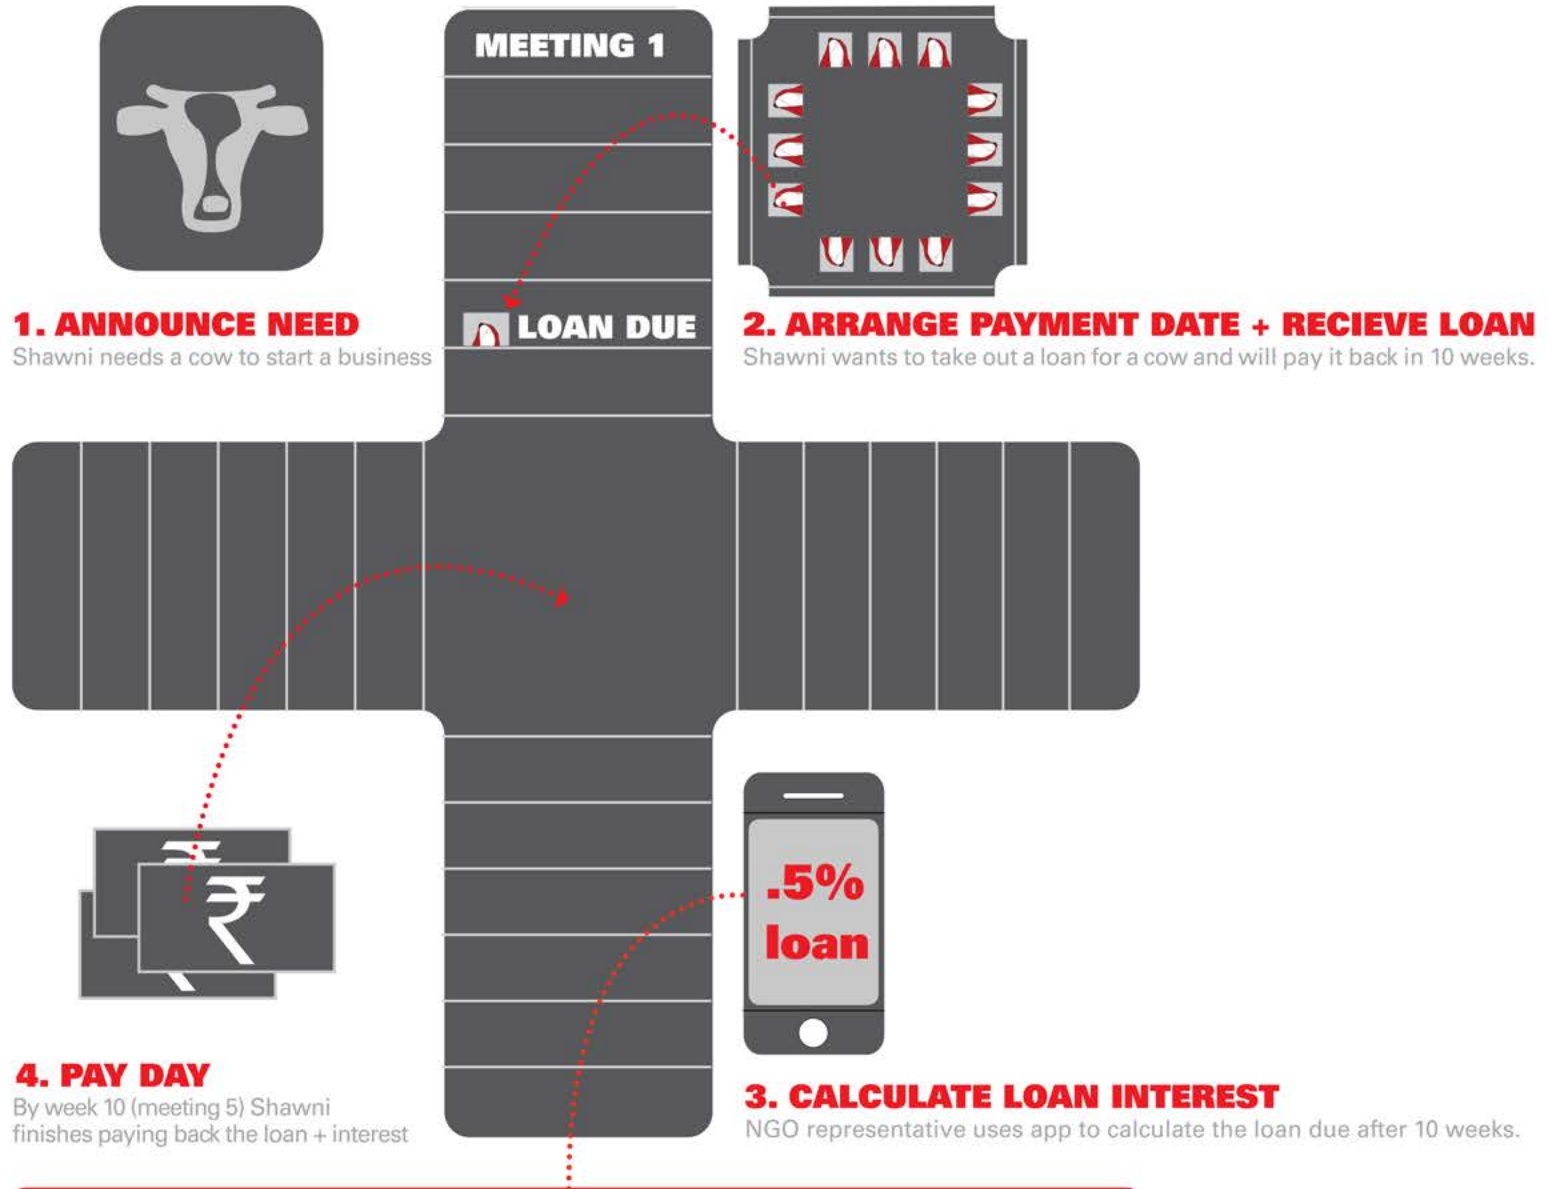 MEETING 1
LOAN DUE
1. ANNOUNCE NEED
Shawni needs a cow to start a business
2. ARRANGE PAYMENT DATE + RECIEVE LOAN
Shawni wants to take out a loan for a cow and will pay it back in 10 weeks.
₹
₹
.5%
loan
4. PAY DAY
By week 10 (meeting 5) Shawni
finishes paying back the loan + interest
3. CALCULATE LOAN INTEREST
NGO representative uses app to calculate the loan due after 10 weeks.